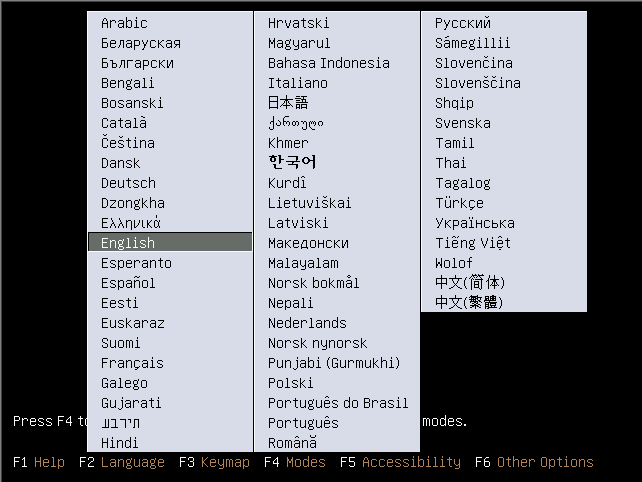 Arabic
Беларуская
Български
Bengali
Bosanski
Català
Čeština
Dansk
Deutsch
Dzongkha
Ελληνικά
English
Esperanto
Español
Eesti
Euskaraz
Suomi
Français
Galego
Gujarati
תירבע
Hindi
Hrvatski
Magyarul
Bahasa Indonesia
Italiano
日本語
ქართული
Khmer
한국어
Kurdî
Lietuviškai
Latviski
Македонски
Malayalam
Norsk bokmål
Nepali
Nederlands
Norsk nynorsk
Punjabi (Gurmukhi)
Polski
Português do Brasil
Português
Română
Русский
Sámegillii
Slovenčina
Slovenščina
Shqip
Svenska
Tamil
Thai
Tagalog
Türkçe
Українська
Tiếng Việt
Wolof
中文(简体)
中文(繁體)
Press F4 to modes.
F1 Help F2 Language F3 Keymap F4 Modes F5 Accessibility F6 Other Options